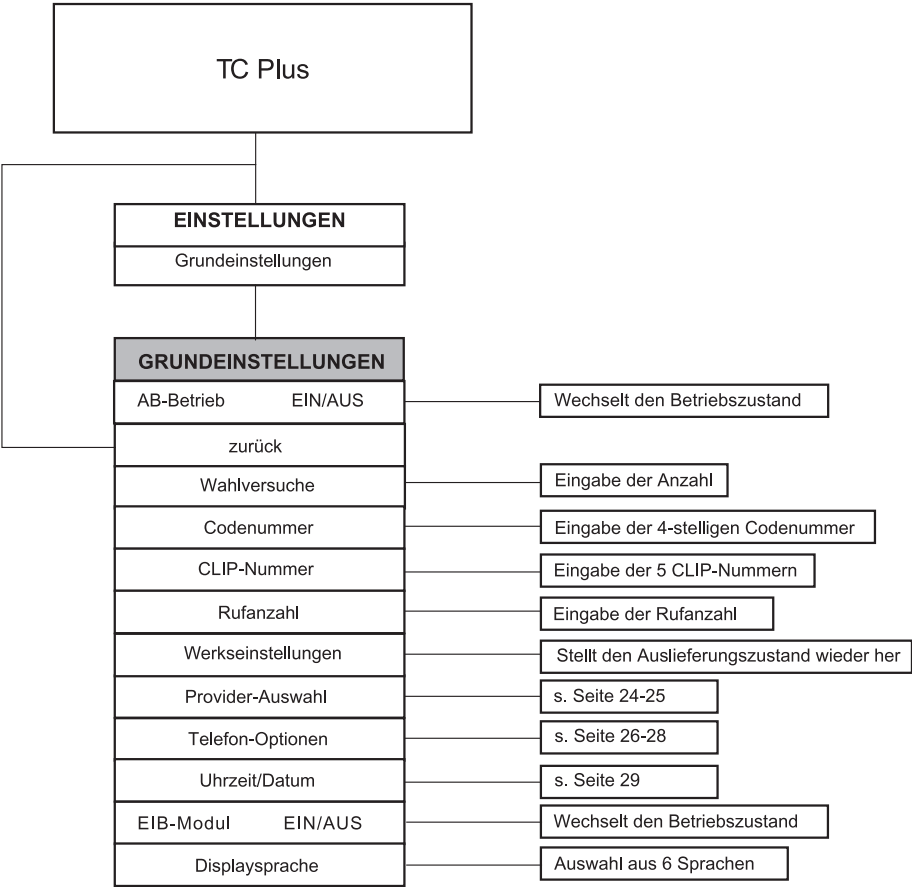 TC Plus
EINSTELLUNGEN
Grundeinstellungen
GRUNDEINSTELLUNGEN
AB-Betrieb EIN/AUS Wechselt den Betriebszustand
zurück
Wahlversuche Eingabe der Anzahl
Codenummer Eingabe der 4-stelligen Codenummer
CLIP-Nummer Eingabe der 5 CLIP-Nummern
Rufanzahl Eingabe der Rufanzahl
Werkseinstellungen Stellt den Auslieferungszustand wieder her
Provider-Auswahl s. Seite 24-25
Telefon-Optionen s. Seite 26-28
Uhrzeit/Datum s. Seite 29
EIB-Modul EIN/AUS Wechselt den Betriebszustand
Displaysprache Auswahl aus 6 Sprachen